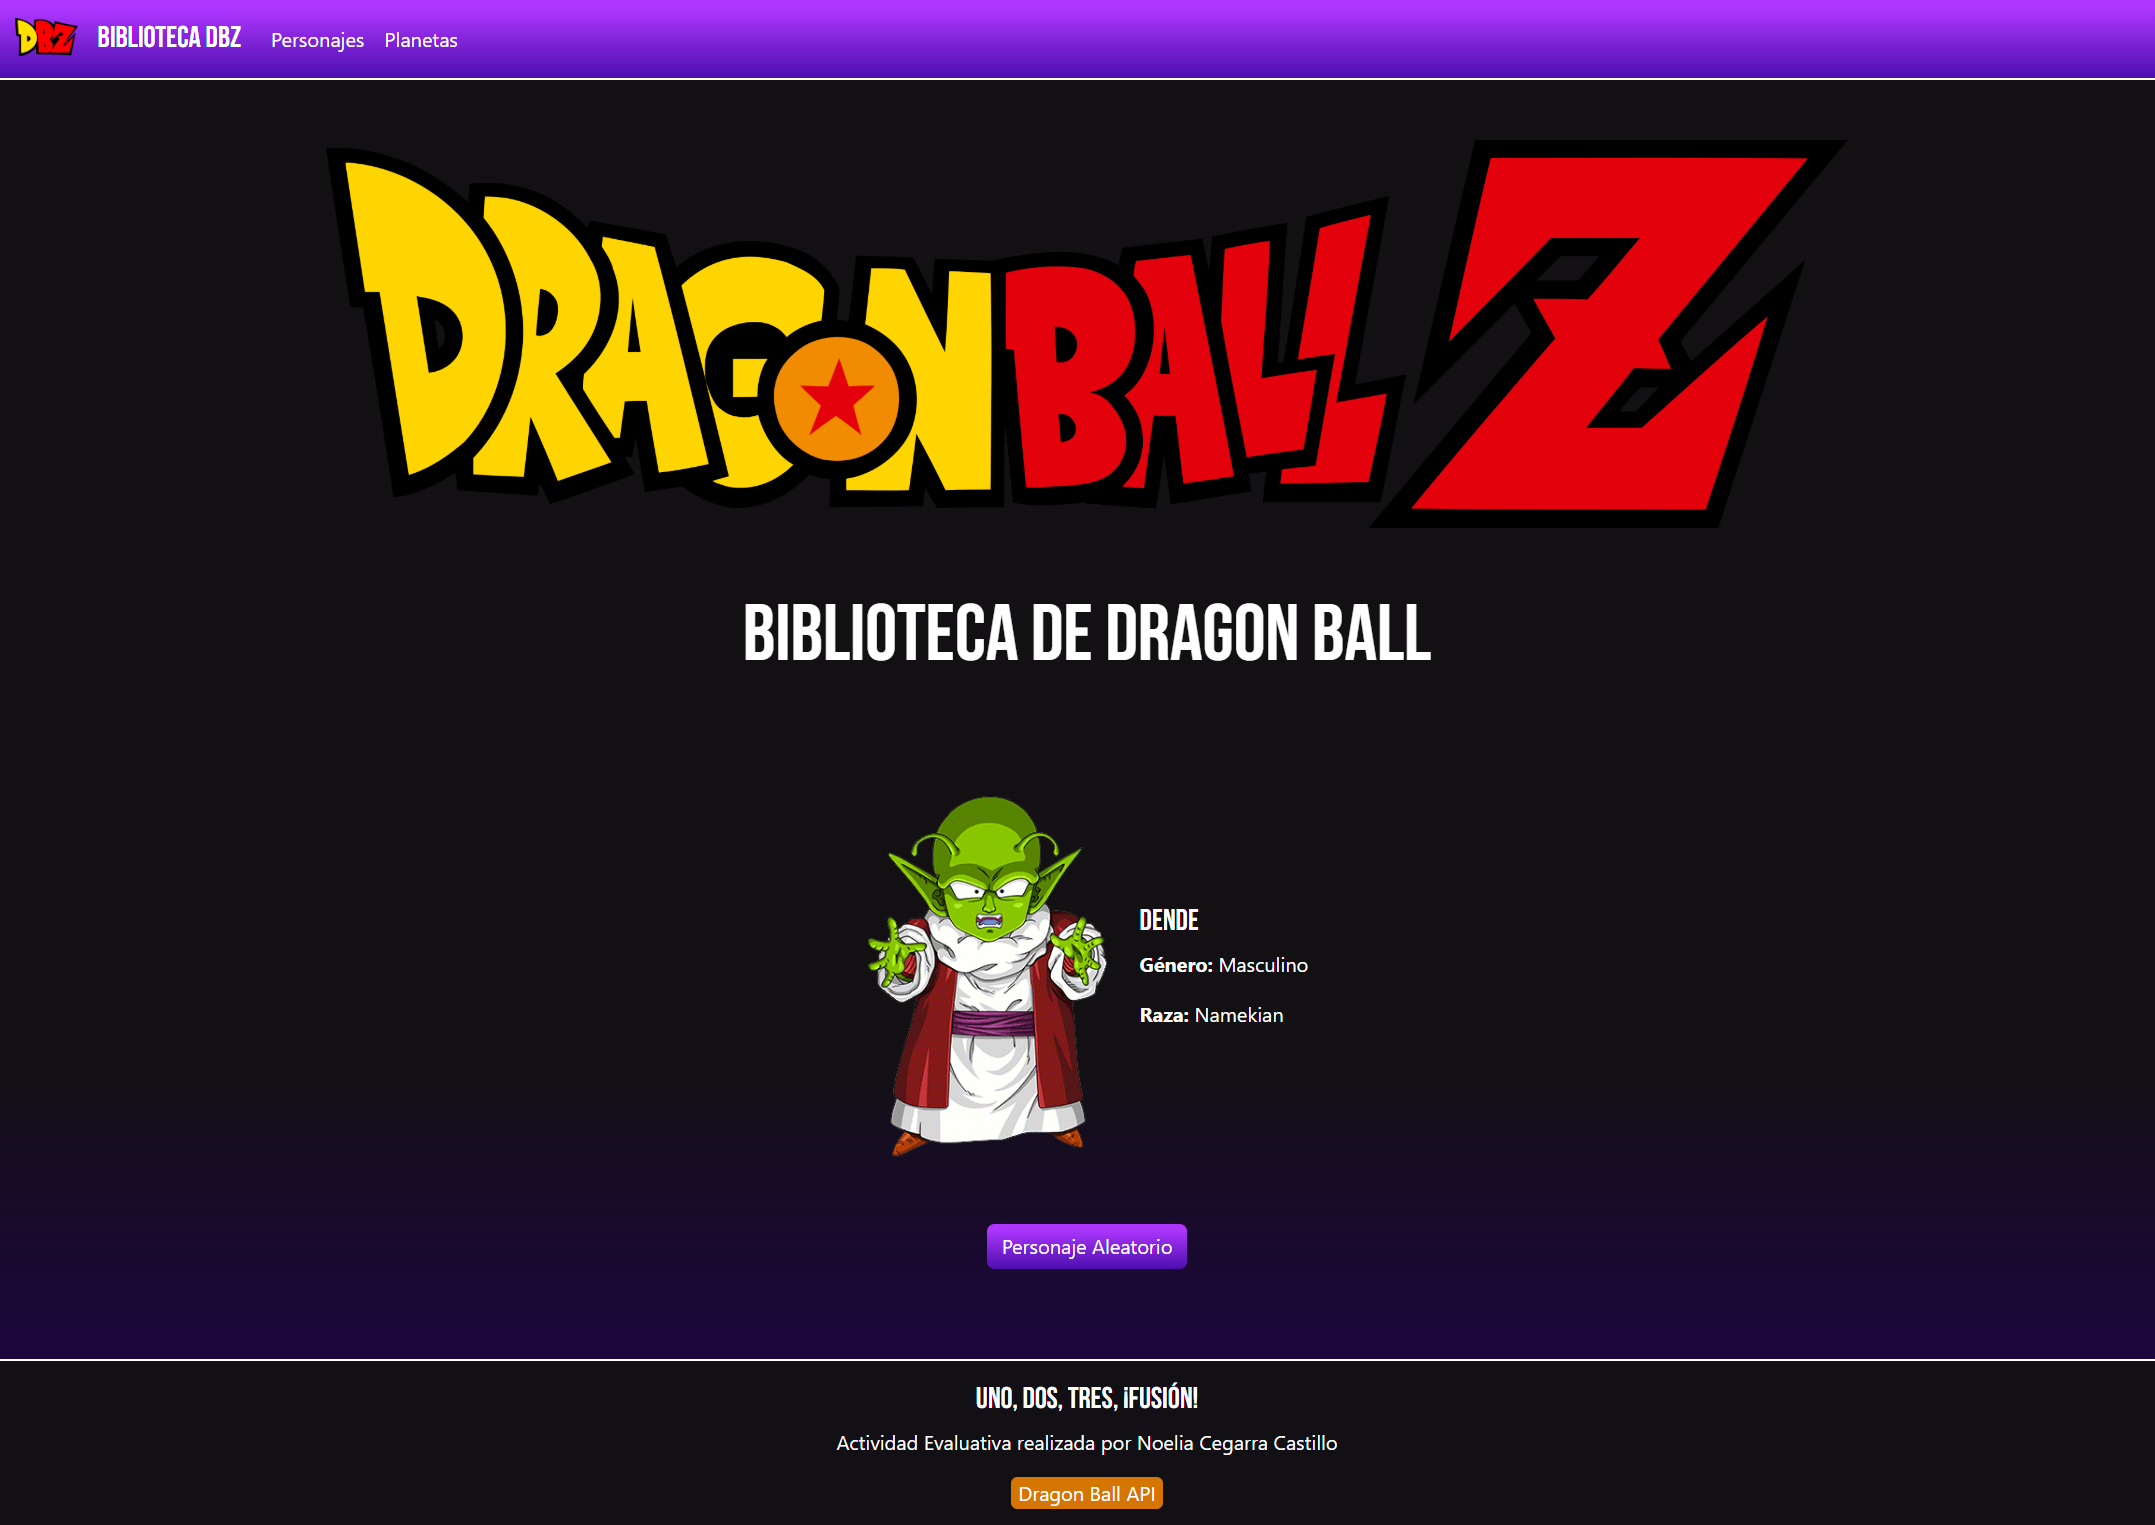 DBZ
BIBLIOTECA DBZ
Personajes
Planetas
DRAGON BALL Z
BIBLIOTECA DE DRAGON BALL
DENDE
Género: Masculino
Raza: Namekian
Personaje Aleatorio
UNO, DOS, TRES, ¡FUSIÓN!
Actividad Evaluativa realizada por Noelia Cegarra Castillo
Dragon Ball API